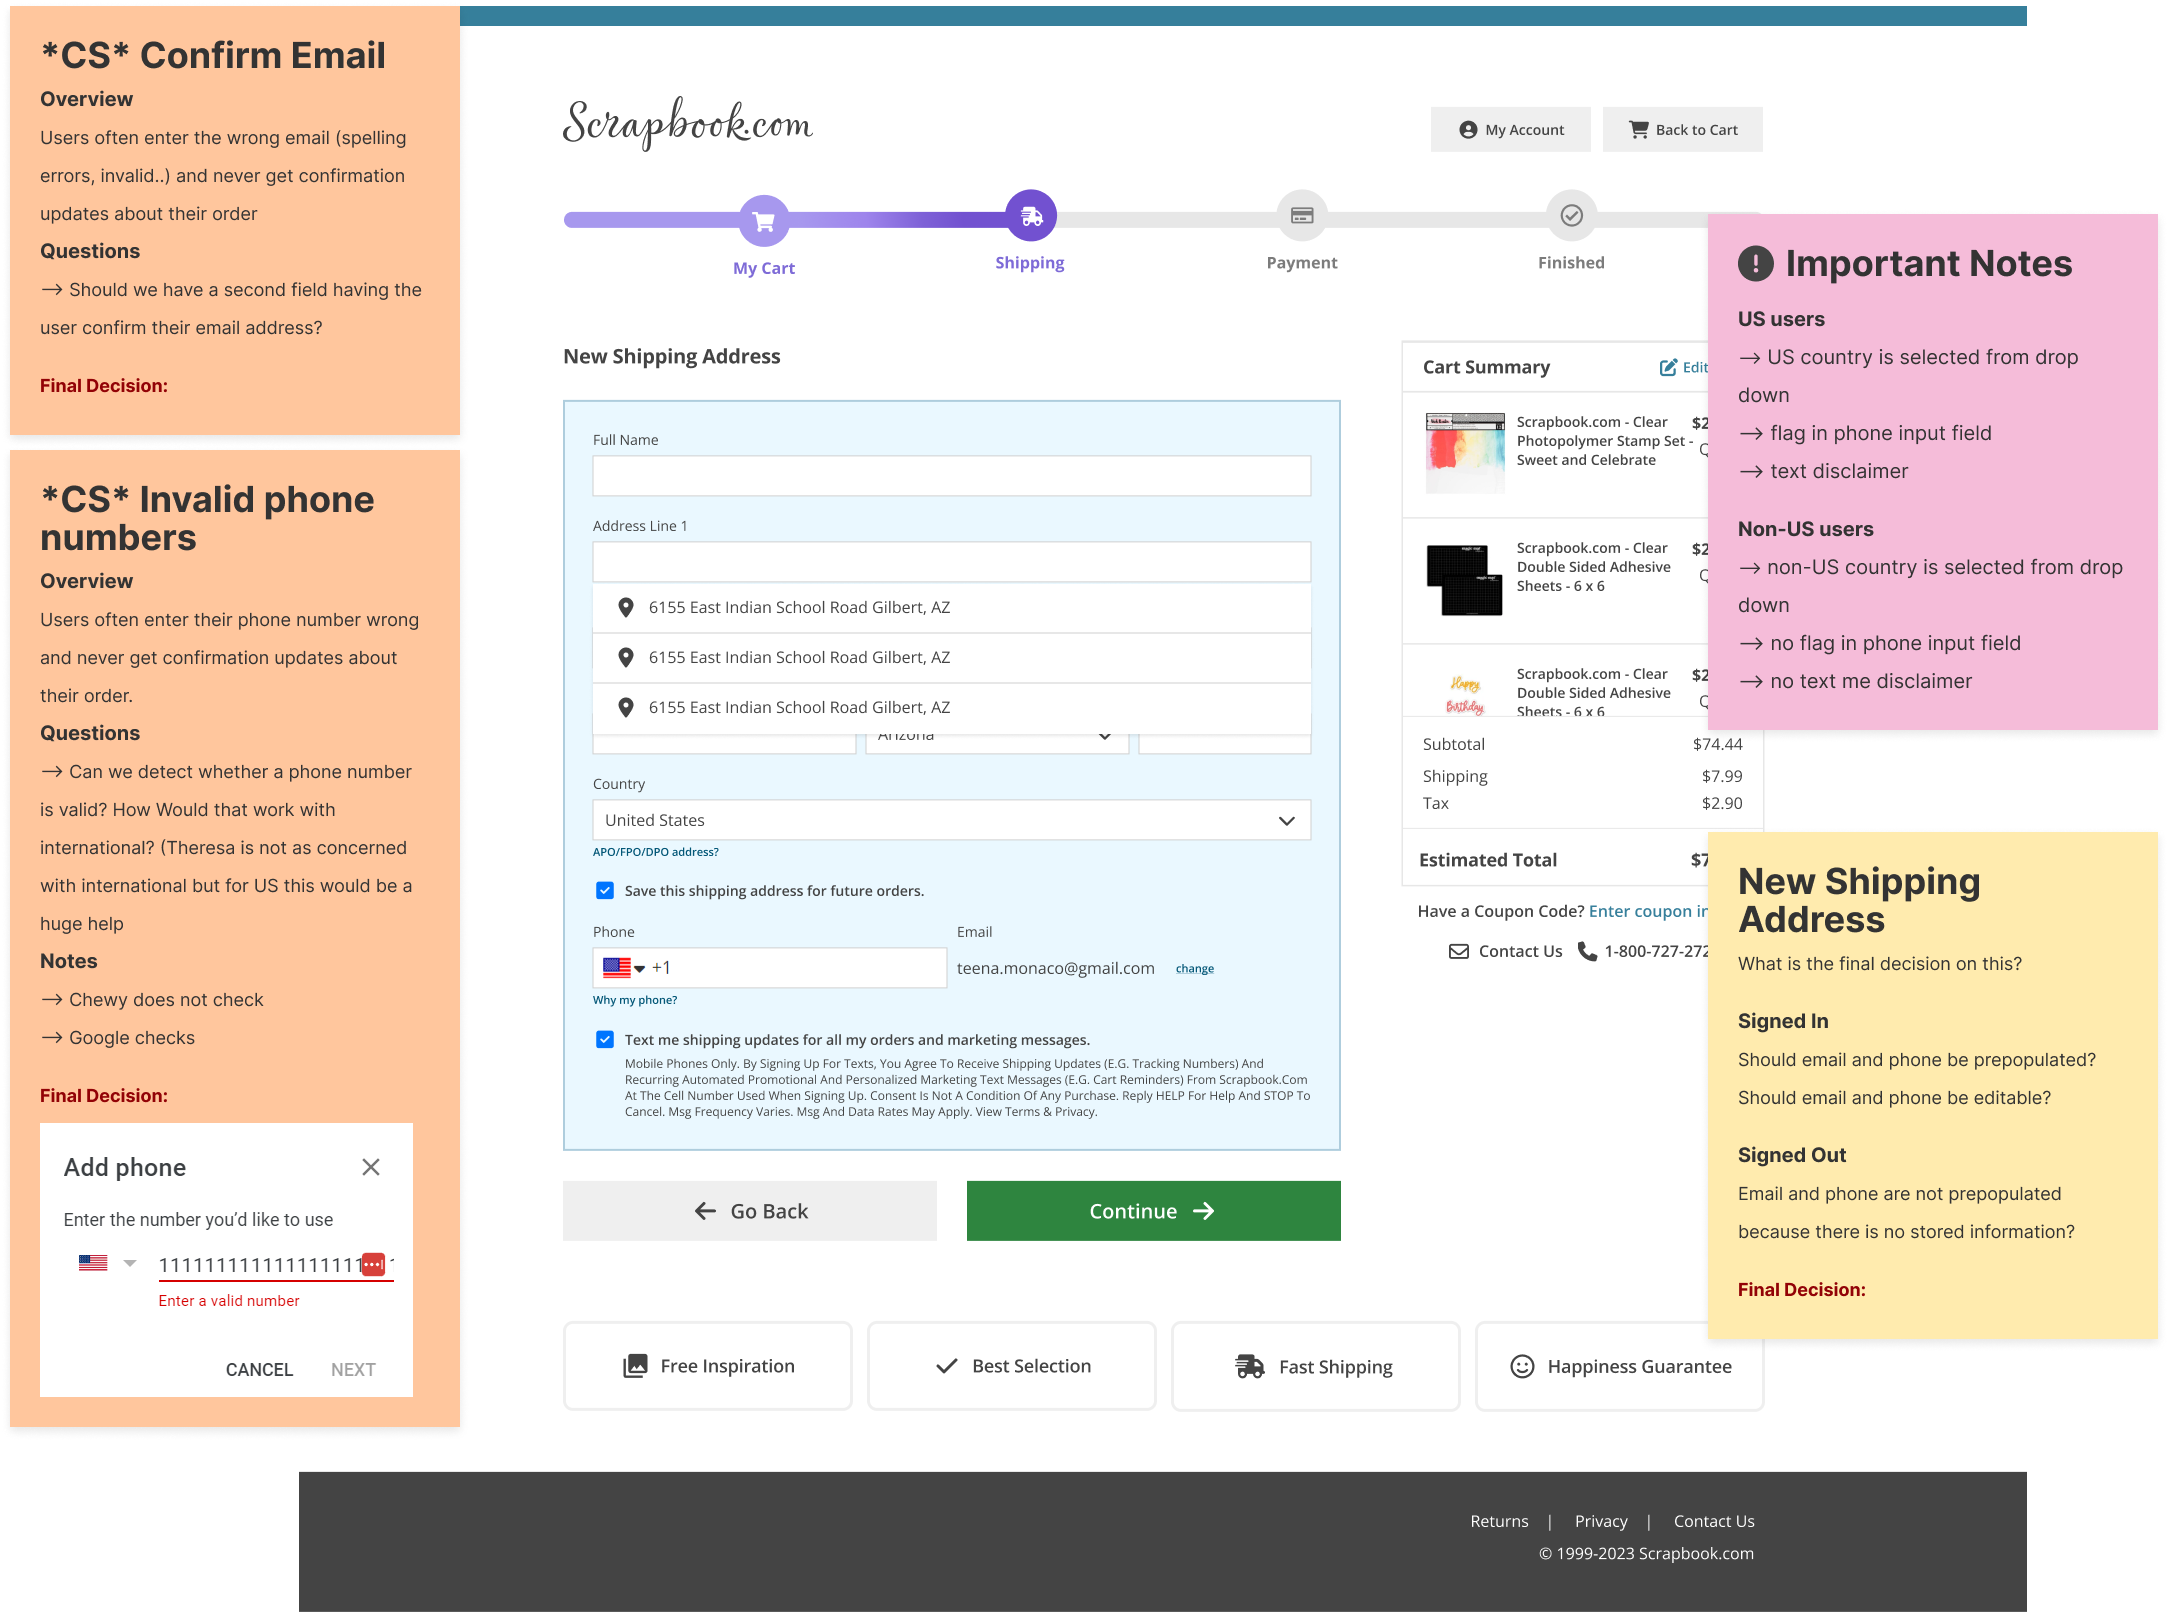 *CS* Confirm Email
Overview
Users often enter the wrong email (spelling
errors, invalid..) and never get confirmation
updates about their order
Questions
→ Should we have a second field having the
user confirm their email address?
Final Decision:
*CS* Invalid phone
numbers
Overview
Users often enter their phone number wrong
and never get confirmation updates about
their order.
Questions
→ Can we detect whether a phone number
is valid? How Would that work with
international? (Theresa is not as concerned
with international but for US this would be a
huge help
Notes
→ Chewy does not check
→ Google checks
Final Decision:
Add phone
Enter the number you'd like to use
Enter a valid number
CANCEL NEXT
Scrapbook.com
My Account
Back to Cart
My Cart
Shipping
Payment
Finished
New Shipping Address
Full Name
Address Line 1
6155 East Indian School Road Gilbert, AZ
6155 East Indian School Road Gilbert, AZ
6155 East Indian School Road Gilbert, AZ
Arizona
Country
United States
APO/FPO/DPO address?
Save this shipping address for future orders.
Phone
Email
+1
teena.monaco@gmail.com change
Why my phone?
Text me shipping updates for all my orders and marketing messages.
Mobile Phones Only. By Signing Up For Texts, You Agree To Receive Shipping Updates (E.G. Tracking Numbers) And
Recurring Automated Promotional And Personalized Marketing Text Messages (E.G. Cart Reminders) From Scrapbook.Com
At The Cell Number Used When Signing Up. Consent Is Not A Condition Of Any Purchase. Reply HELP For Help And STOP To
Cancel. Msg Frequency Varies. Msg And Data Rates May Apply. View Terms & Privacy.
Go Back
Continue
Cart Summary
Edit
Scrapbook.com - Clear
Photopolymer Stamp Set -
Sweet and Celebrate
Scrapbook.com - Clear
Double Sided Adhesive
Sheets - 6 x 6
Scrapbook.com - Clear
Double Sided Adhesive
Sheets - 6 x 6
Happy
Birthday
Subtotal $74.44
Shipping $7.99
Tax $2.90
Estimated Total
Have a Coupon Code? Enter coupon
Contact Us 1-800-727-272
Important Notes
US users
→ US country is selected from drop
down
→ flag in phone input field
→ text disclaimer
Non-US users
→ non-US country is selected from drop
down
→ no flag in phone input field
→ no text me disclaimer
New Shipping
Address
What is the final decision on this?
Signed In
Should email and phone be prepopulated?
Should email and phone be editable?
Signed Out
Email and phone are not prepopulated
because there is no stored information?
Final Decision:
Free Inspiration
Best Selection
Fast Shipping
Happiness Guarantee
Returns | Privacy | Contact Us
© 1999-2023 Scrapbook.com